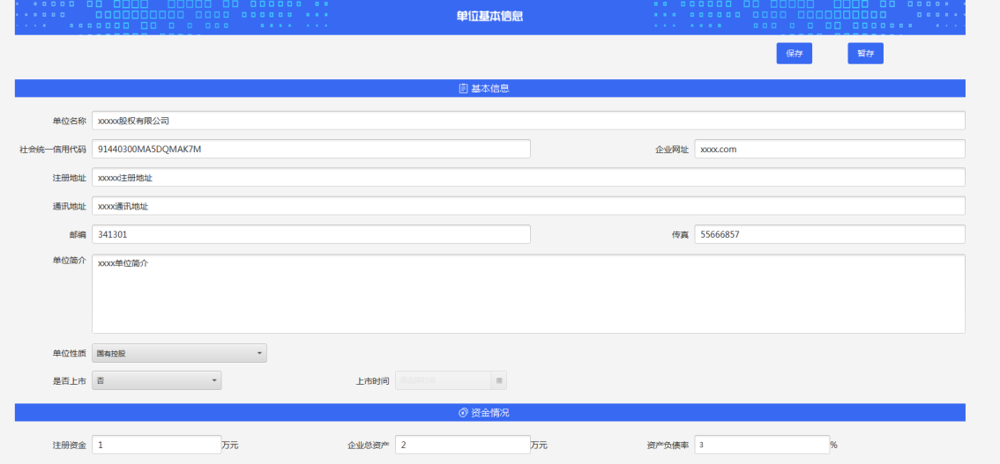 单位基本信息
保存 暂存
基本信息
单位名称 xxxxx股权有限公司
社会统一信用代码 91440300MA5DQMAK7M 企业网址 xxxx.com
注册地址 xxxxx注册地址
通讯地址 xxxx通讯地址
邮编 341301 传真 55666857
单位简介 xxxx单位简介
单位性质 国有控股
是否上市 否 上市时间
资金情况
注册资金 1 万元 企业总资产 2 万元 资产负债率 3 %